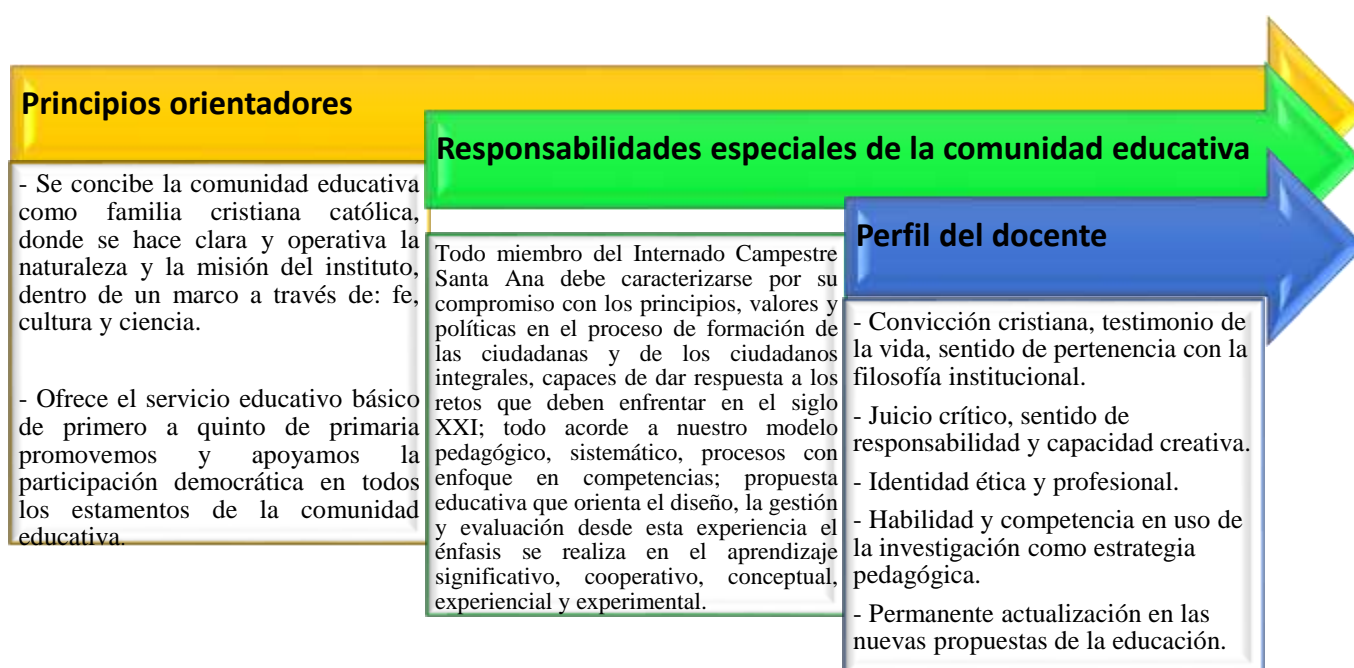 Principios orientadores
- Se concibe la comunidad educativa
como familia cristiana católica,
donde se hace clara y operativa la
naturaleza y la misión del instituto,
dentro de un marco a través de: fe,
cultura y ciencia.
- Ofrece el servicio educativo básico
de primero a quinto de primaria
promovemos y apoyamos la
participación democrática en todos
los estamentos de la comunidad
educativa.
Responsabilidades especiales de la comunidad educativa
Todo miembro del Internado Campestre
Santa Ana debe caracterizarse por su
compromiso con los principios, valores y
políticas en el proceso de formación de
las ciudadanas y de los ciudadanos
integrales, capaces de dar respuesta a los
retos que deben enfrentar en el siglo
XXI; todo acorde a nuestro modelo
pedagógico, sistemático, procesos con
enfoque en competencias; propuesta
educativa que orienta el diseño, la gestión
y evaluación desde esta experiencia el
énfasis se realiza en el aprendizaje
significativo, cooperativo, conceptual,
experiencial y experimental.
Perfil del docente
- Convicción cristiana, testimonio de
la vida, sentido de pertenencia con la
filosofía institucional.
- Juicio crítico, sentido de
responsabilidad y capacidad creativa.
- Identidad ética y profesional.
- Habilidad y competencia en uso de
la investigación como estrategia
pedagógica.
- Permanente actualización en las
nuevas propuestas de la educación.